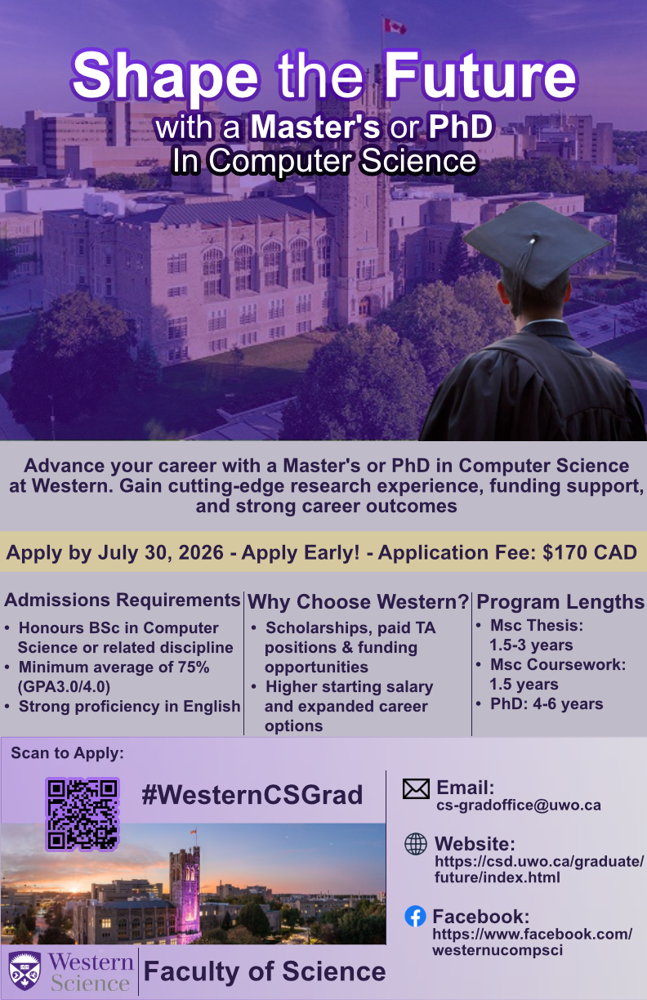 Shape the Future
with a Master's or PhD
In Computer Science
Advance your career with a Master's or PhD in Computer Science
at Western. Gain cutting-edge research experience, funding support,
and strong career outcomes
Apply by July 30, 2026 - Apply Early! - Application Fee: $170 CAD
Admissions Requirements
• Honours BSc in Computer
Science or related discipline
• Minimum average of 75%
(GPA3.0/4.0)
• Strong proficiency in English
Why Choose Western?
• Scholarships, paid TA
positions & funding
opportunities
• Higher starting salary
and expanded career
options
Program Lengths
• Msc Thesis:
1.5-3 years
• Msc Coursework:
1.5 years
• PhD: 4-6 years
Scan to Apply:
#WesternCSGrad
Email:
cs-gradoffice@uwo.ca
Website:
https://csd.uwo.ca/graduate/
future/index.html
Facebook:
https://www.facebook.com/
westernucompsci
Western
Science
Faculty of Science